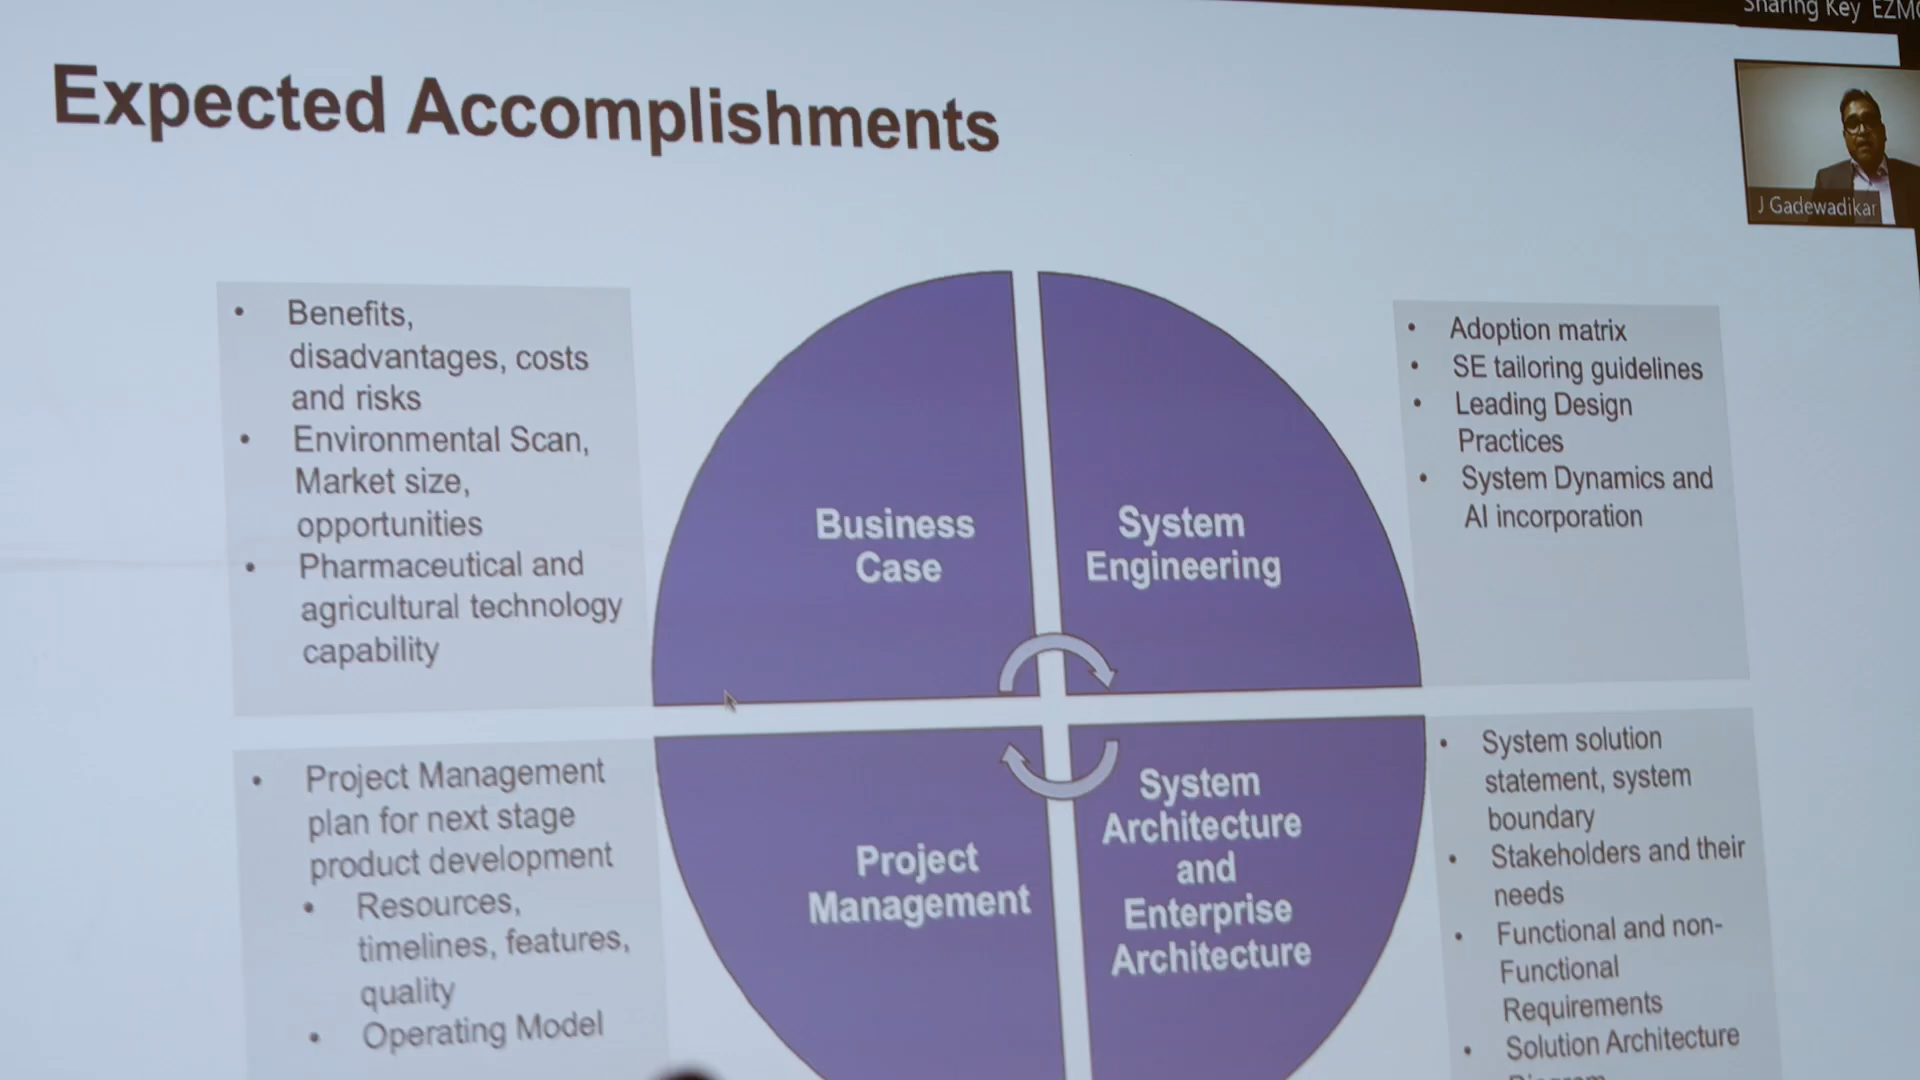 Sharing Key
Expected Accomplishments
J Gadewadikar
• Benefits,
disadvantages, costs
and risks
• Environmental Scan,
Market size,
opportunities
• Pharmaceutical and
agricultural technology
capability
Business
Case
System
Engineering
• Adoption matrix
• SE tailoring guidelines
• Leading Design
Practices
• System Dynamics and
AI incorporation
• Project Management
plan for next stage
product development
• Resources,
timelines, features,
quality
• Operating Model
Project
Management
System
Architecture
and
Enterprise
Architecture
• System solution
statement, system
boundary
• Stakeholders and their
needs
• Functional and non-
Functional
Requirements
• Solution Architecture